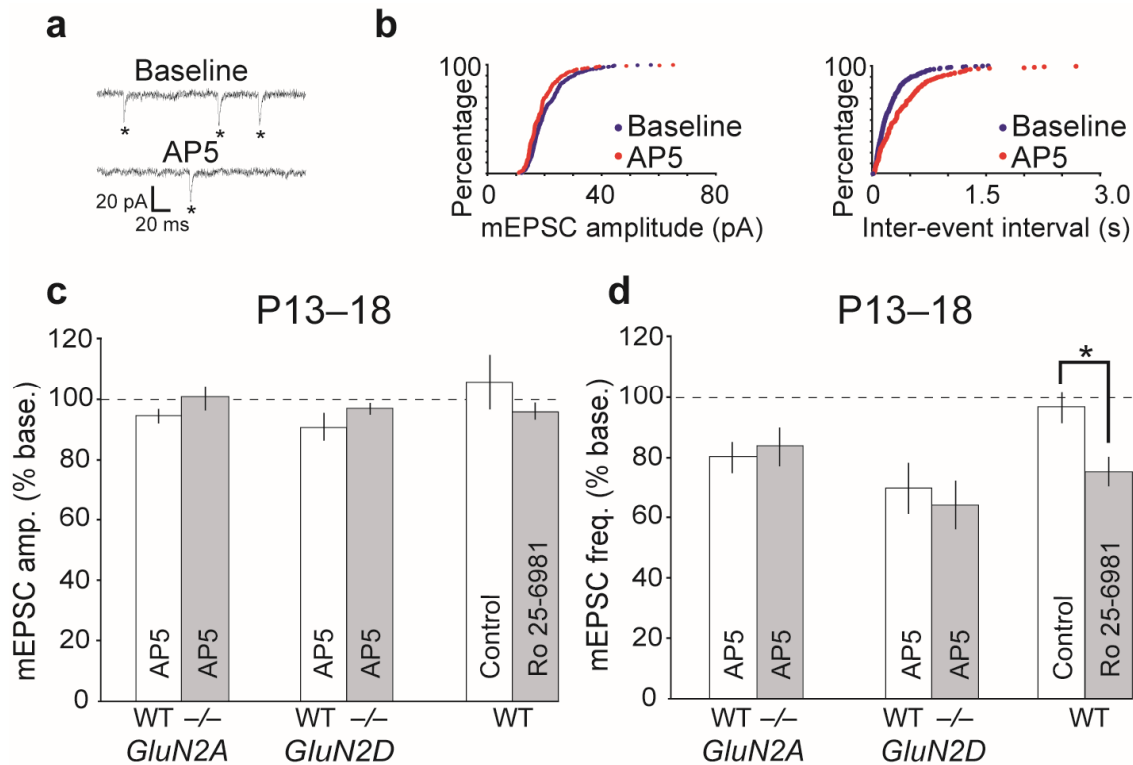 a
Baseline
*
*
*
AP5
*
20 pA
20 ms
b
100
Percentage
Baseline
AP5
0
40
80
mEPSC amplitude (pA)
100
Percentage
Baseline
AP5
0
1.5
3.0
Inter-event interval (s)
c
P13–18
mEPSC amp. (% base.)
120
100
80
60
40
20
0
AP5
AP5
AP5
AP5
Control
Ro 25-6981
WT –/–
GluN2A
WT –/–
GluN2D
WT
d
P13–18
mEPSC freq. (% base.)
120
100
80
60
40
20
0
*
AP5
AP5
AP5
AP5
Control
Ro 25-6981
WT –/–
GluN2A
WT –/–
GluN2D
WT